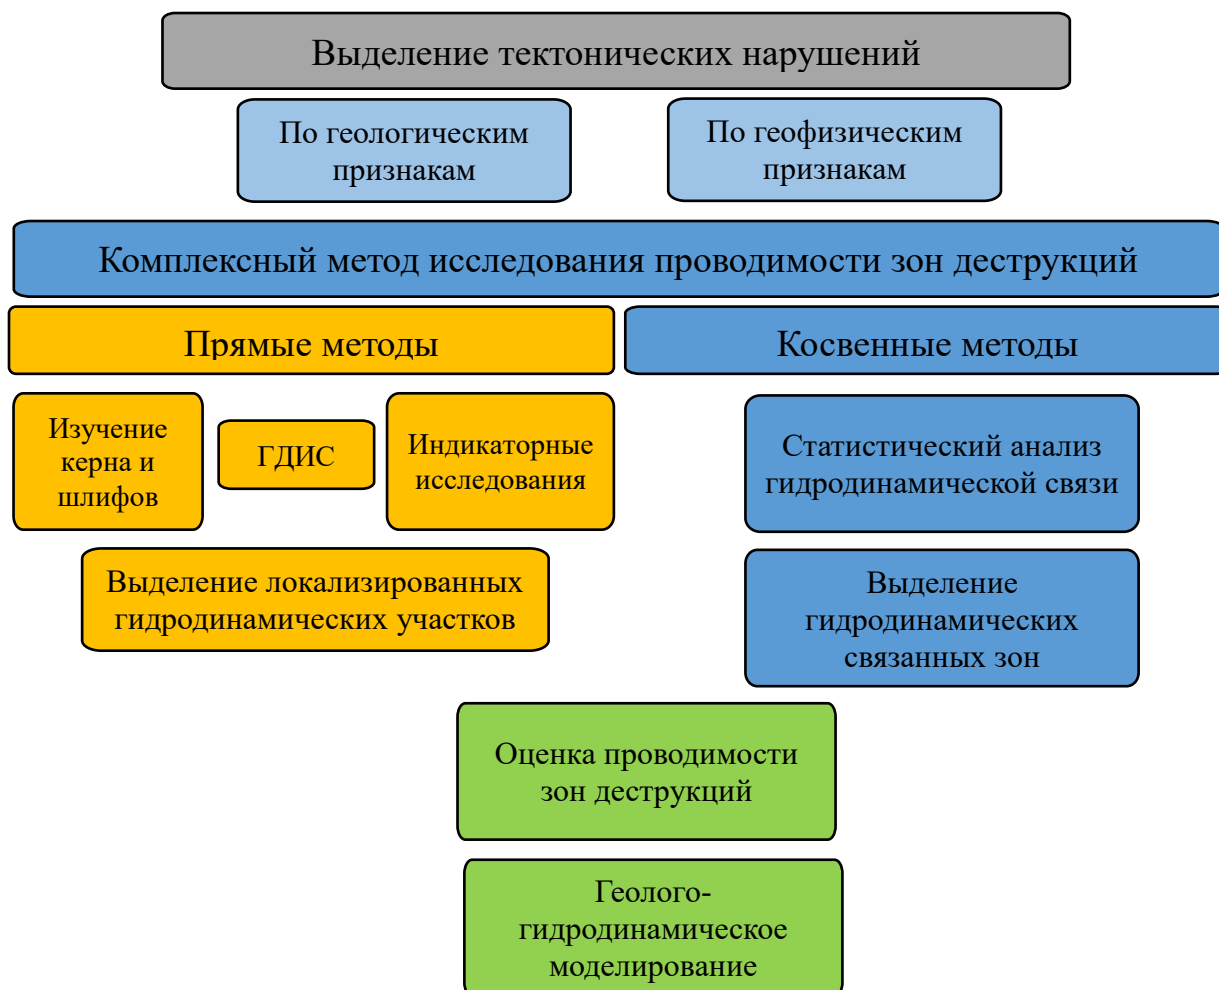 Выделение тектонических нарушений
По геологическим
признакам
По геофизическим
признакам
Комплексный метод исследования проводимости зон деструкций
Прямые методы
Косвенные методы
Изучение
керна и
шлифов
ГДИС
Индикаторные
исследования
Статистический анализ
гидродинамической связи
Выделение локализированных
гидродинамических участков
Выделение
гидродинамических
связанных зон
Оценка проводимости
зон деструкций
Геолого-
гидродинамическое
моделирование